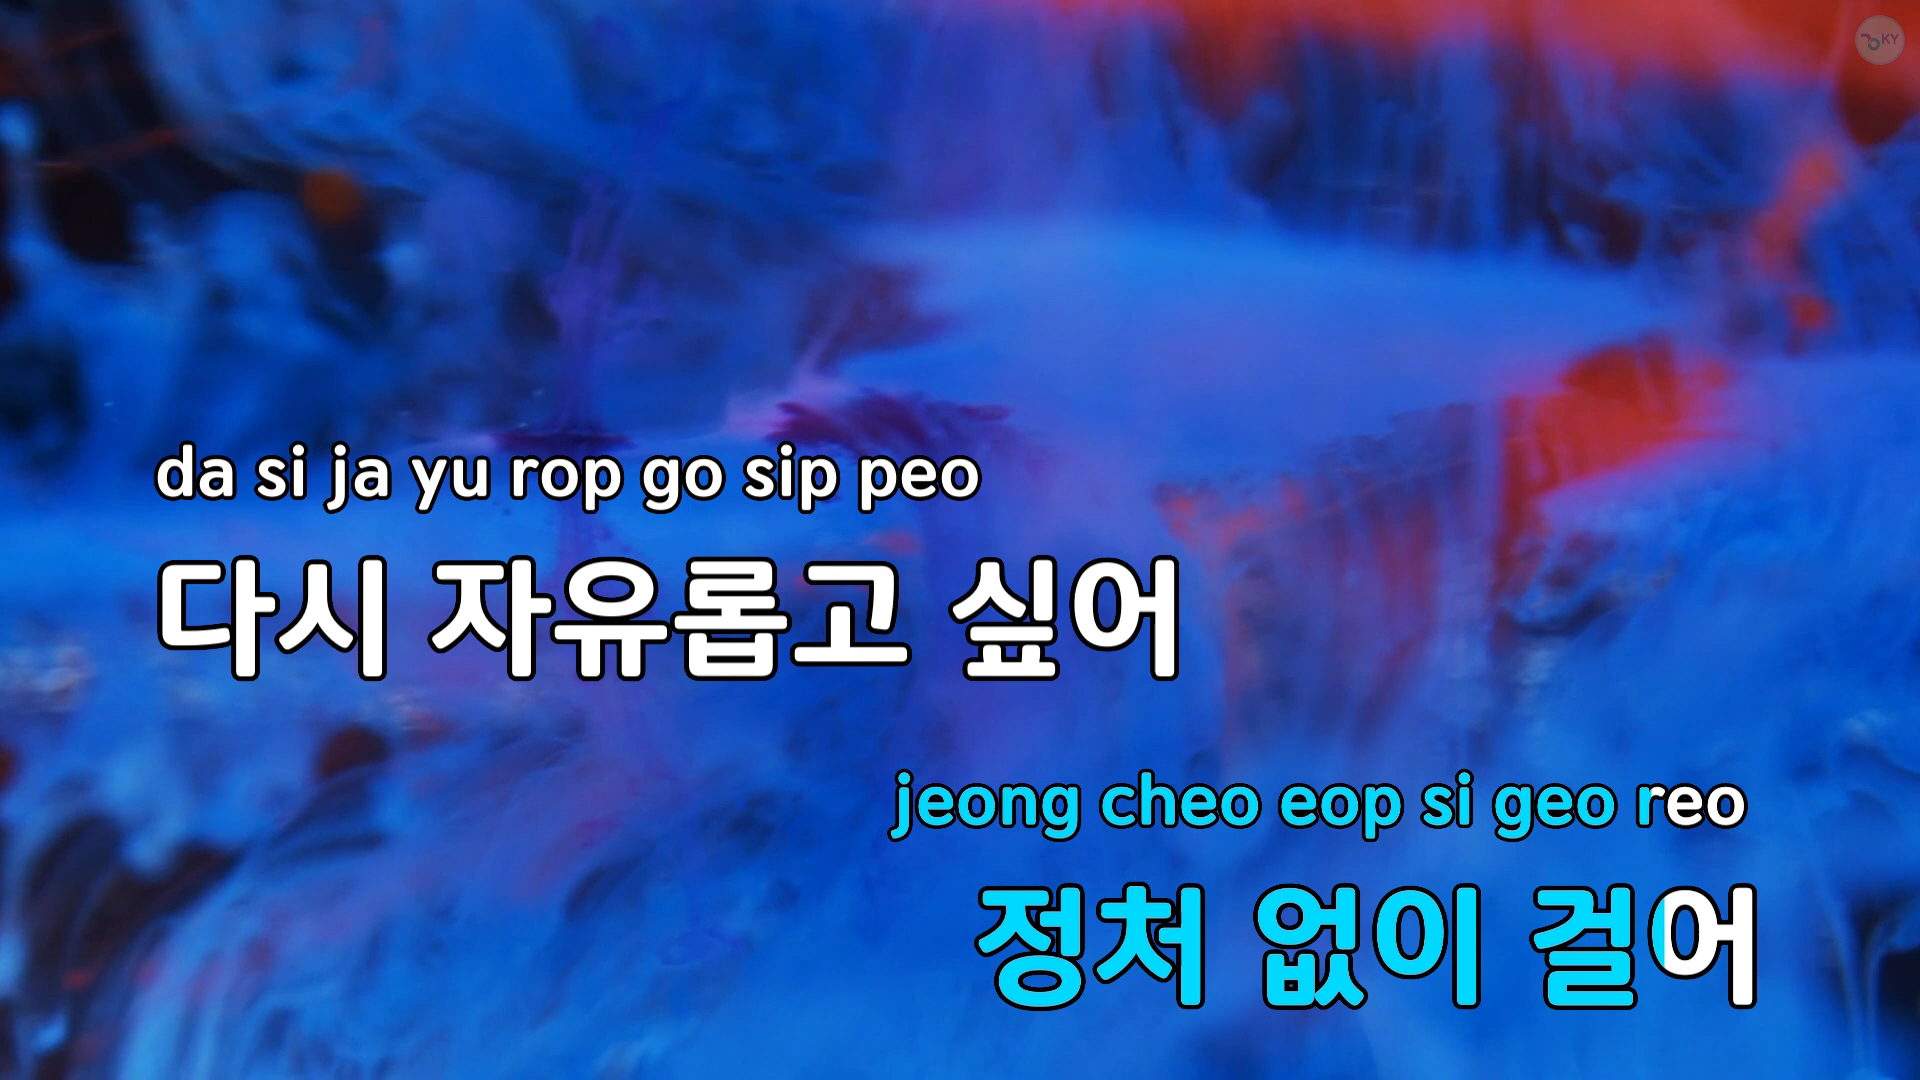 KY
da si ja yu rop go sip peo
다시 자유롭고 싶어
jeong cheo eop si geo reo
정처 없이 걸어